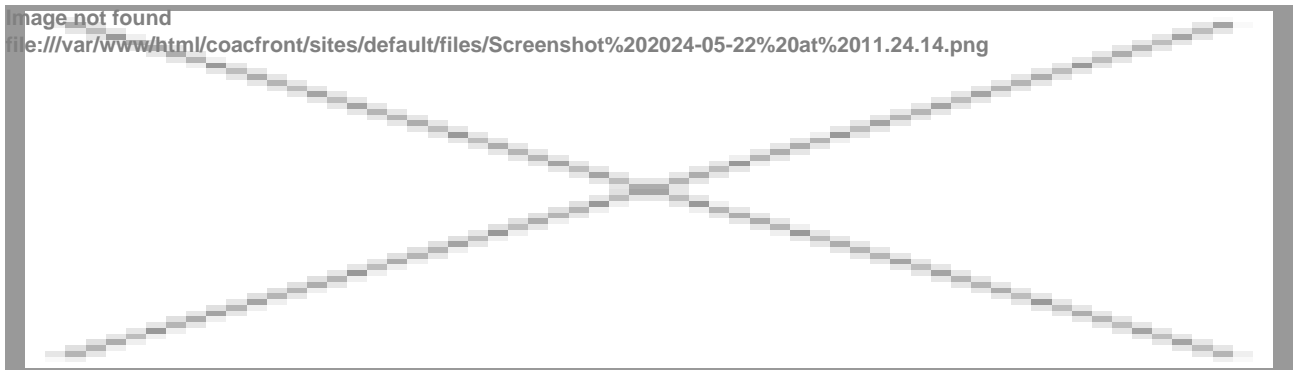 Image not found
file:///var/www/html/coacfront/sites/default/files/Screenshot%202024-05-22%20at%2011.24.14.png